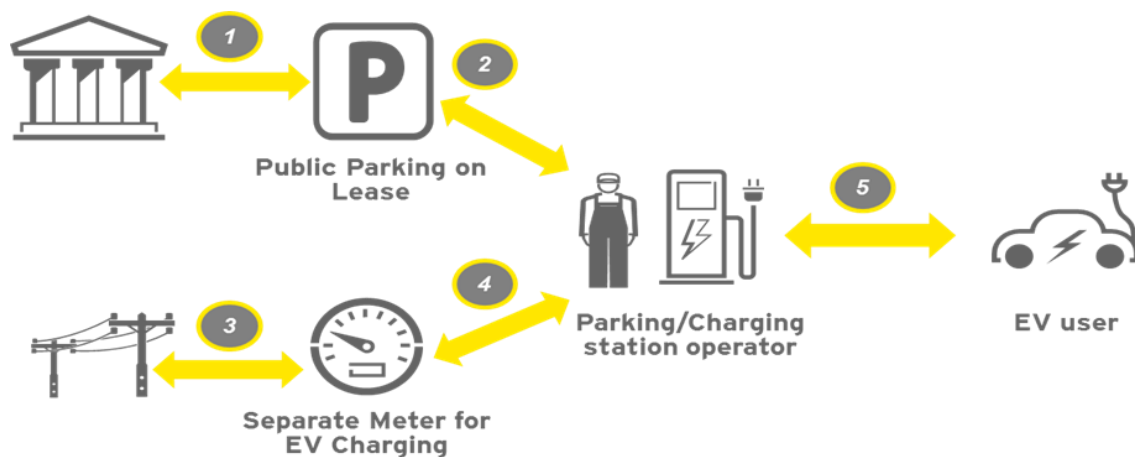 1
P
2
Public Parking on
Lease
5
4
3
Parking/Charging
station operator
EV user
Separate Meter for
EV Charging